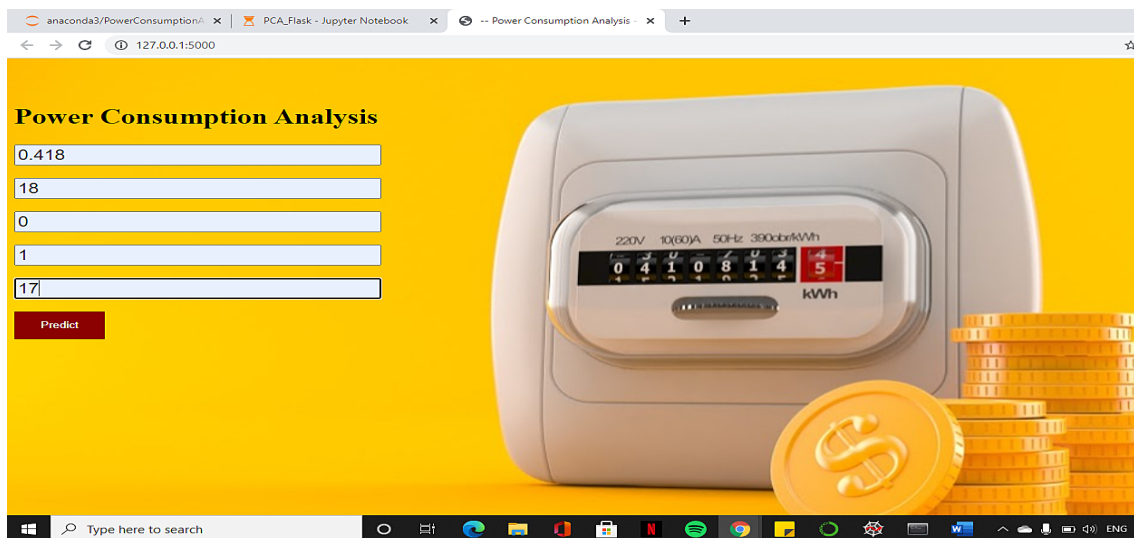 anaconda3/PowerConsumptionA
PCA_Flask - Jupyter Notebook
-- Power Consumption Analysis -
127.0.0.1:5000
Power Consumption Analysis
0.418
18
0
1
17
Predict
220V 10(60)A 50Hz 390obr/kWh
0 4 1 0 8 1 4 5
kWh
$
Type here to search
ENG